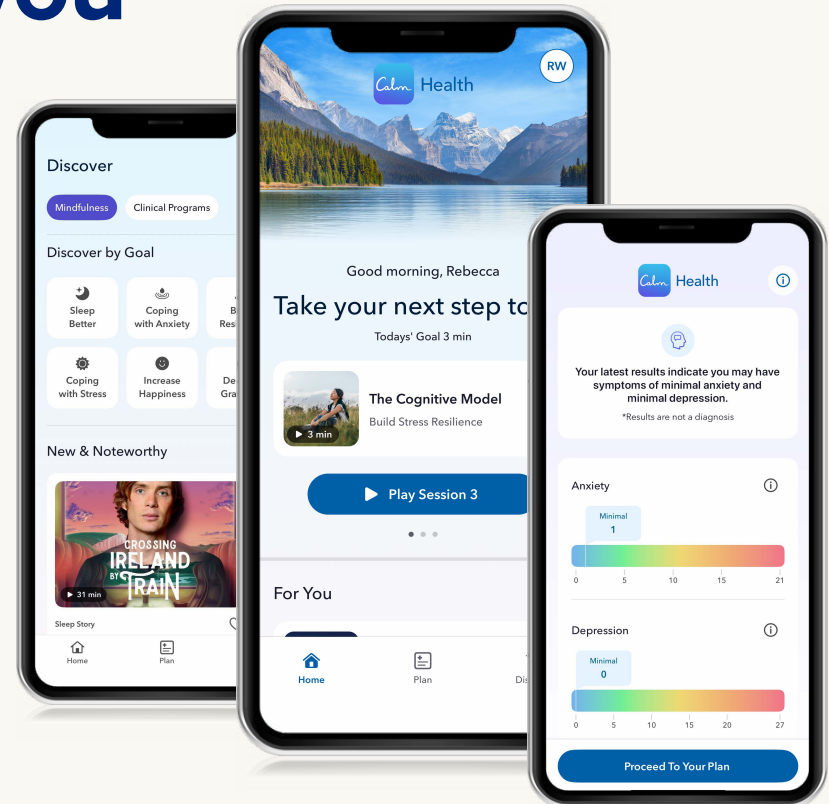 you
Discover
Mindfulness
Clinical Programs
Discover by Goal
Sleep
Better
Coping
with Anxiety
Coping
with Stress
Increase
Happiness
New & Noteworthy
CROSSING
IRELAND
BY TRAIN
31 min
Sleep Story
Home
Plan
Calm Health
RW
Good morning, Rebecca
Take your next step to
Todays' Goal 3 min
The Cognitive Model
Build Stress Resilience
3 min
Play Session 3
For You
Home
Plan
Calm Health
Your latest results indicate you may have
symptoms of minimal anxiety and
minimal depression.
*Results are not a diagnosis
Anxiety
Minimal
1
0 5 10 15 21
Depression
Minimal
0
0 5 10 15 20 27
Proceed To Your Plan